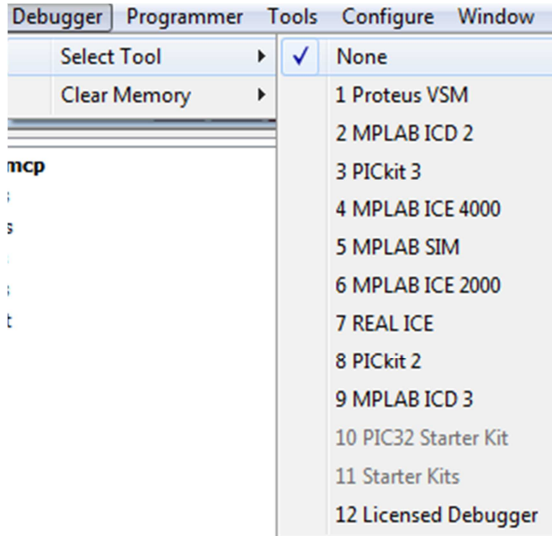 Debugger Programmer Tools Configure Window
Select Tool
Clear Memory
None
1 Proteus VSM
2 MPLAB ICD 2
3 PICkit 3
4 MPLAB ICE 4000
5 MPLAB SIM
6 MPLAB ICE 2000
7 REAL ICE
8 PICkit 2
9 MPLAB ICD 3
10 PIC32 Starter Kit
11 Starter Kits
12 Licensed Debugger
mcp
s
t